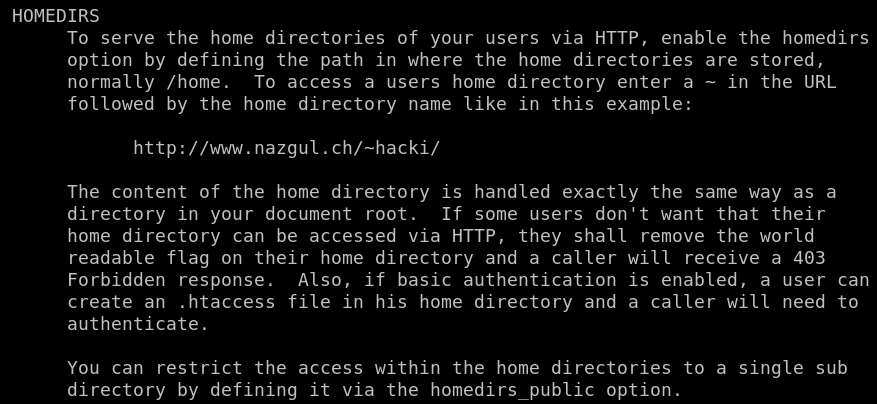 HOMEDIRS
To serve the home directories of your users via HTTP, enable the homedirs
option by defining the path in where the home directories are stored,
normally /home.  To access a users home directory enter a ~ in the URL
followed by the home directory name like in this example:
http://www.nazgul.ch/~hacki/
The content of the home directory is handled exactly the same way as a
directory in your document root.  If some users don't want that their
home directory can be accessed via HTTP, they shall remove the world
readable flag on their home directory and a caller will receive a 403
Forbidden response.  Also, if basic authentication is enabled, a user can
create an .htaccess file in his home directory and a caller will need to
authenticate.
You can restrict the access within the home directories to a single sub
directory by defining it via the homedirs_public option.